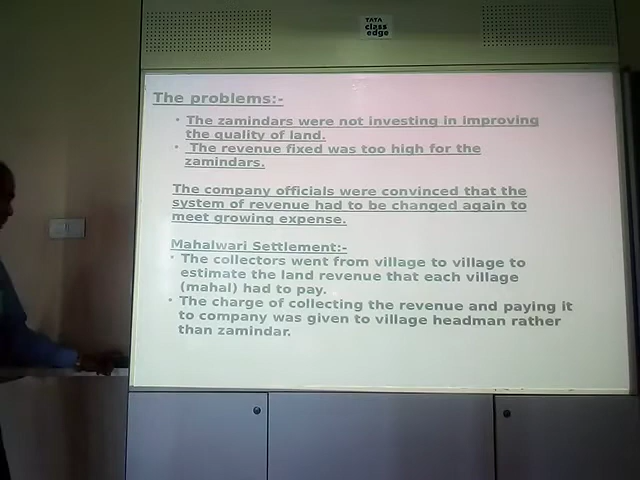 TATA
class
edge
The problems:-
• The zamindars were not investing in improving
the quality of land.
• The revenue fixed was too high for the
zamindars.
The company officials were convinced that the
system of revenue had to be changed again to
meet growing expense.
Mahalwari Settlement:-
• The collectors went from village to village to
estimate the land revenue that each village
(mahal) had to pay.
• The charge of collecting the revenue and paying it
to company was given to village headman rather
than zamindar.